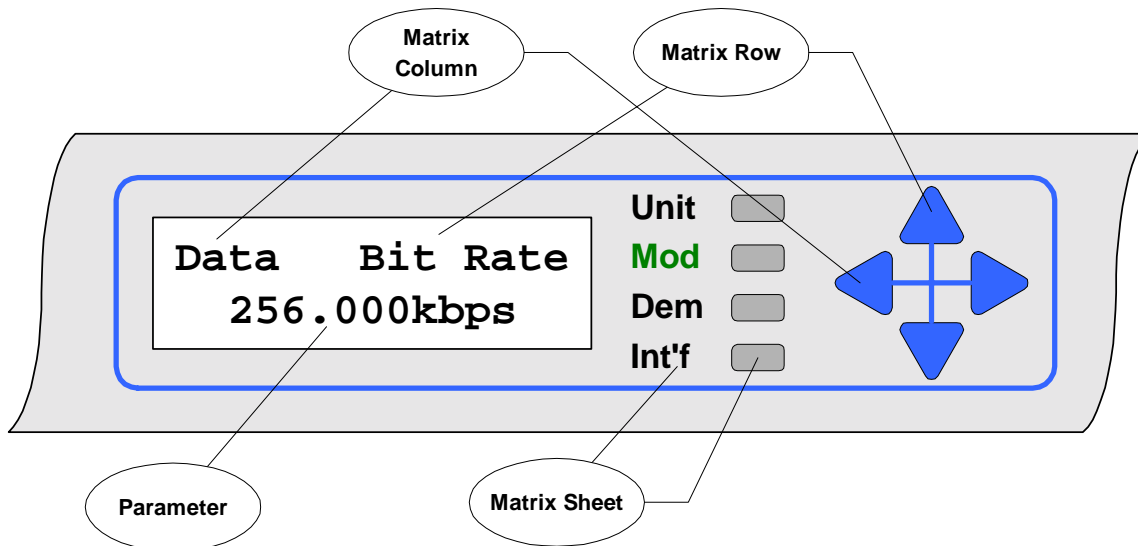 Matrix
Column
Matrix Row
Data Bit Rate
256.000kbps
Unit
Mod
Dem
Int'f
Parameter
Matrix Sheet